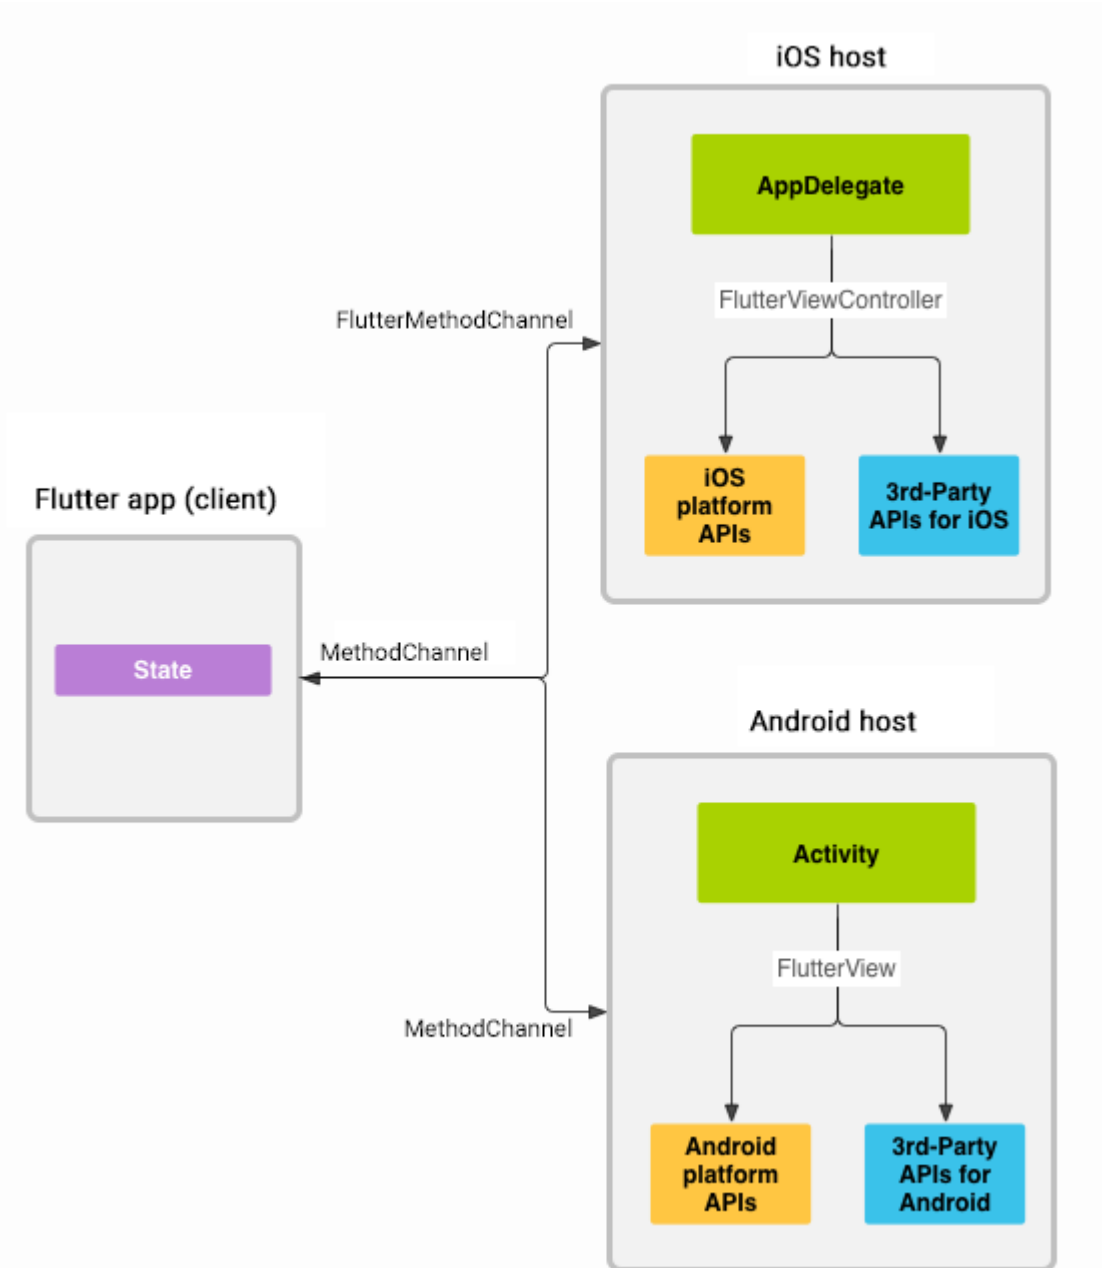 iOS host
AppDelegate
FlutterViewController
FlutterMethodChannel
iOS
platform
APIs
3rd-Party
APIs for iOS
Flutter app (client)
State
MethodChannel
Android host
Activity
FlutterView
MethodChannel
Android
platform
APIs
3rd-Party
APIs for
Android